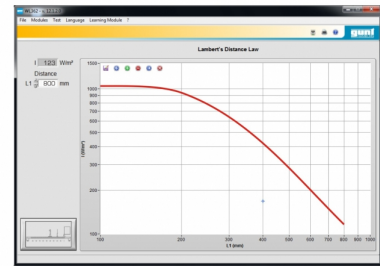 File Modules Test Language Learning Module ?
gunt
Lambert's Distance Law
I 123 W/m²
Distance
L1 800 mm
1500
1000
900
800
700
600
500
400
300
200
100
I (W/m²)
100 200 300 400 500 600 700 800 900 1000
L1 (mm)